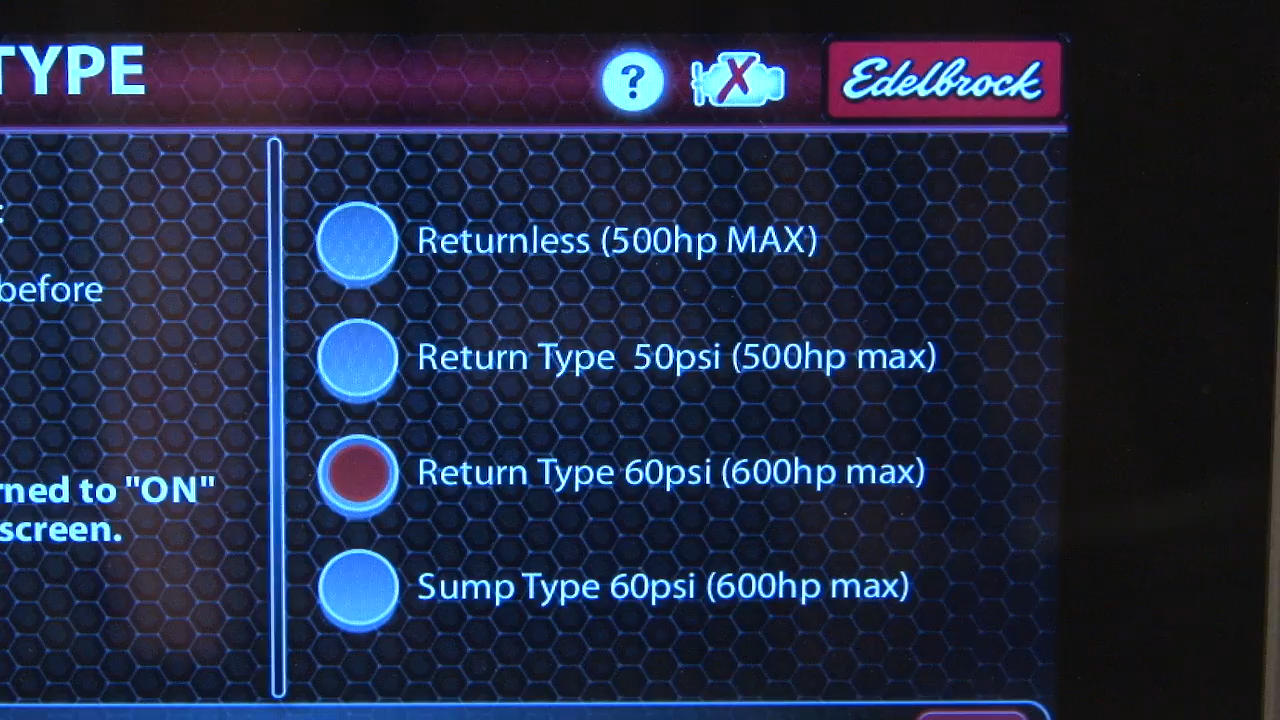 TYPE
?
X
Edelbrock
before
rned to "ON"
screen.
Returnless (500hp MAX)
Return Type 50psi (500hp max)
Return Type 60psi (600hp max)
Sump Type 60psi (600hp max)